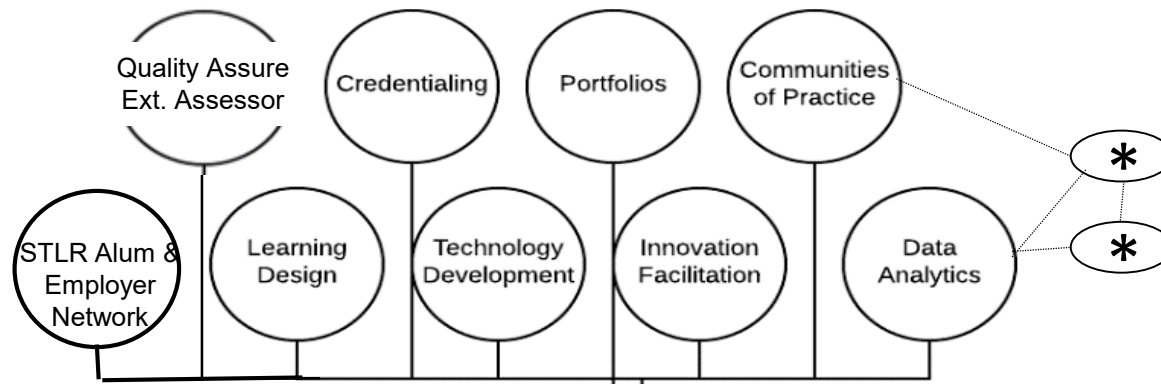 Quality Assure
Ext. Assessor
Credentialing
Portfolios
Communities
of Practice
*
STLR Alum &
Employer
Network
Learning
Design
Technology
Development
Innovation
Facilitation
Data
Analytics
*